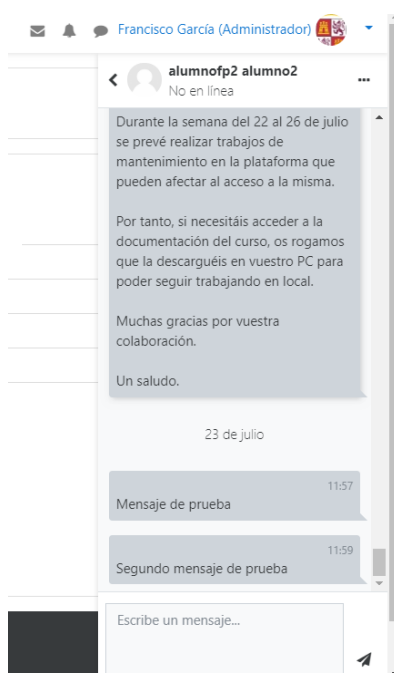 Francisco García (Administrador)
alumnofp2 alumno2
No en línea
Durante la semana del 22 al 26 de julio
se prevé realizar trabajos de
mantenimiento en la plataforma que
pueden afectar al acceso a la misma.
Por tanto, si necesitáis acceder a la
documentación del curso, os rogamos
que la descarguéis en vuestro PC para
poder seguir trabajando en local.
Muchas gracias por vuestra
colaboración.
Un saludo.
23 de julio
11:57
Mensaje de prueba
11:59
Segundo mensaje de prueba
Escribe un mensaje...